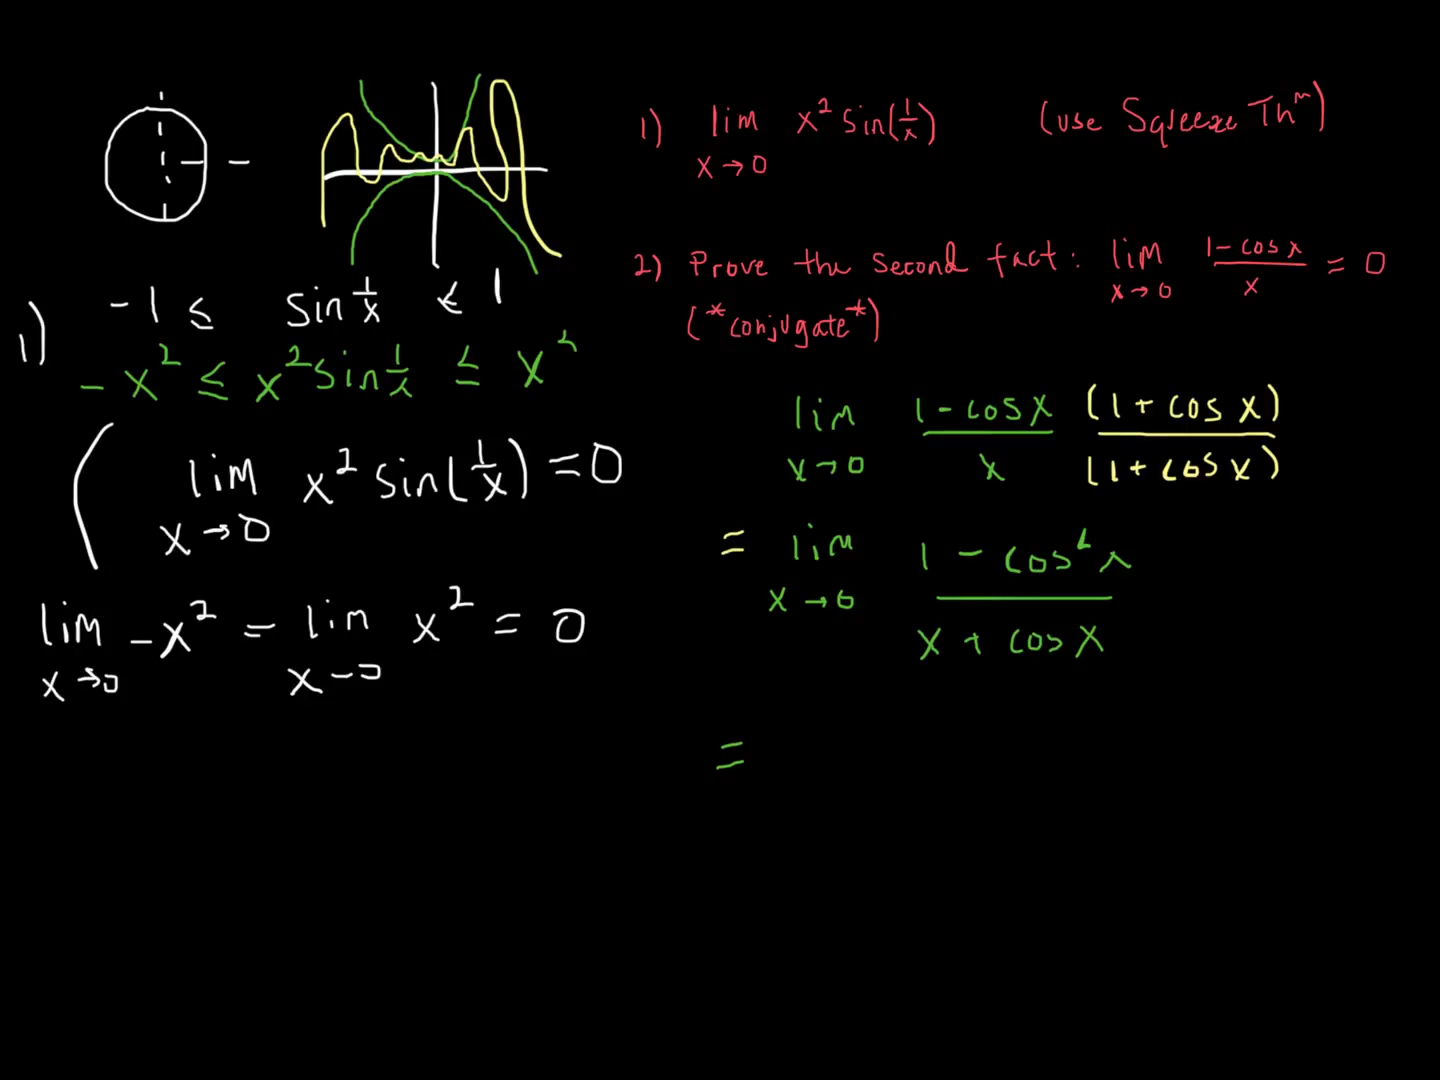 1) lim x→0 x² sin(1/x) (use Squeeze Thᵐ)
2) Prove the second fact: lim x→0 (1-cos x)/x = 0
(*conjugate*)
1) -1 ≤ sin 1/x ≤ 1
-x² ≤ x² sin 1/x ≤ x²
( lim x→0 x² sin(1/x) = 0
lim x→0 -x² = lim x→0 x² = 0
lim x→0 (1-cos x)/x (1+cos x)/(1+cos x)
= lim x→0 (1-cos² x)/(x+cos x)
=